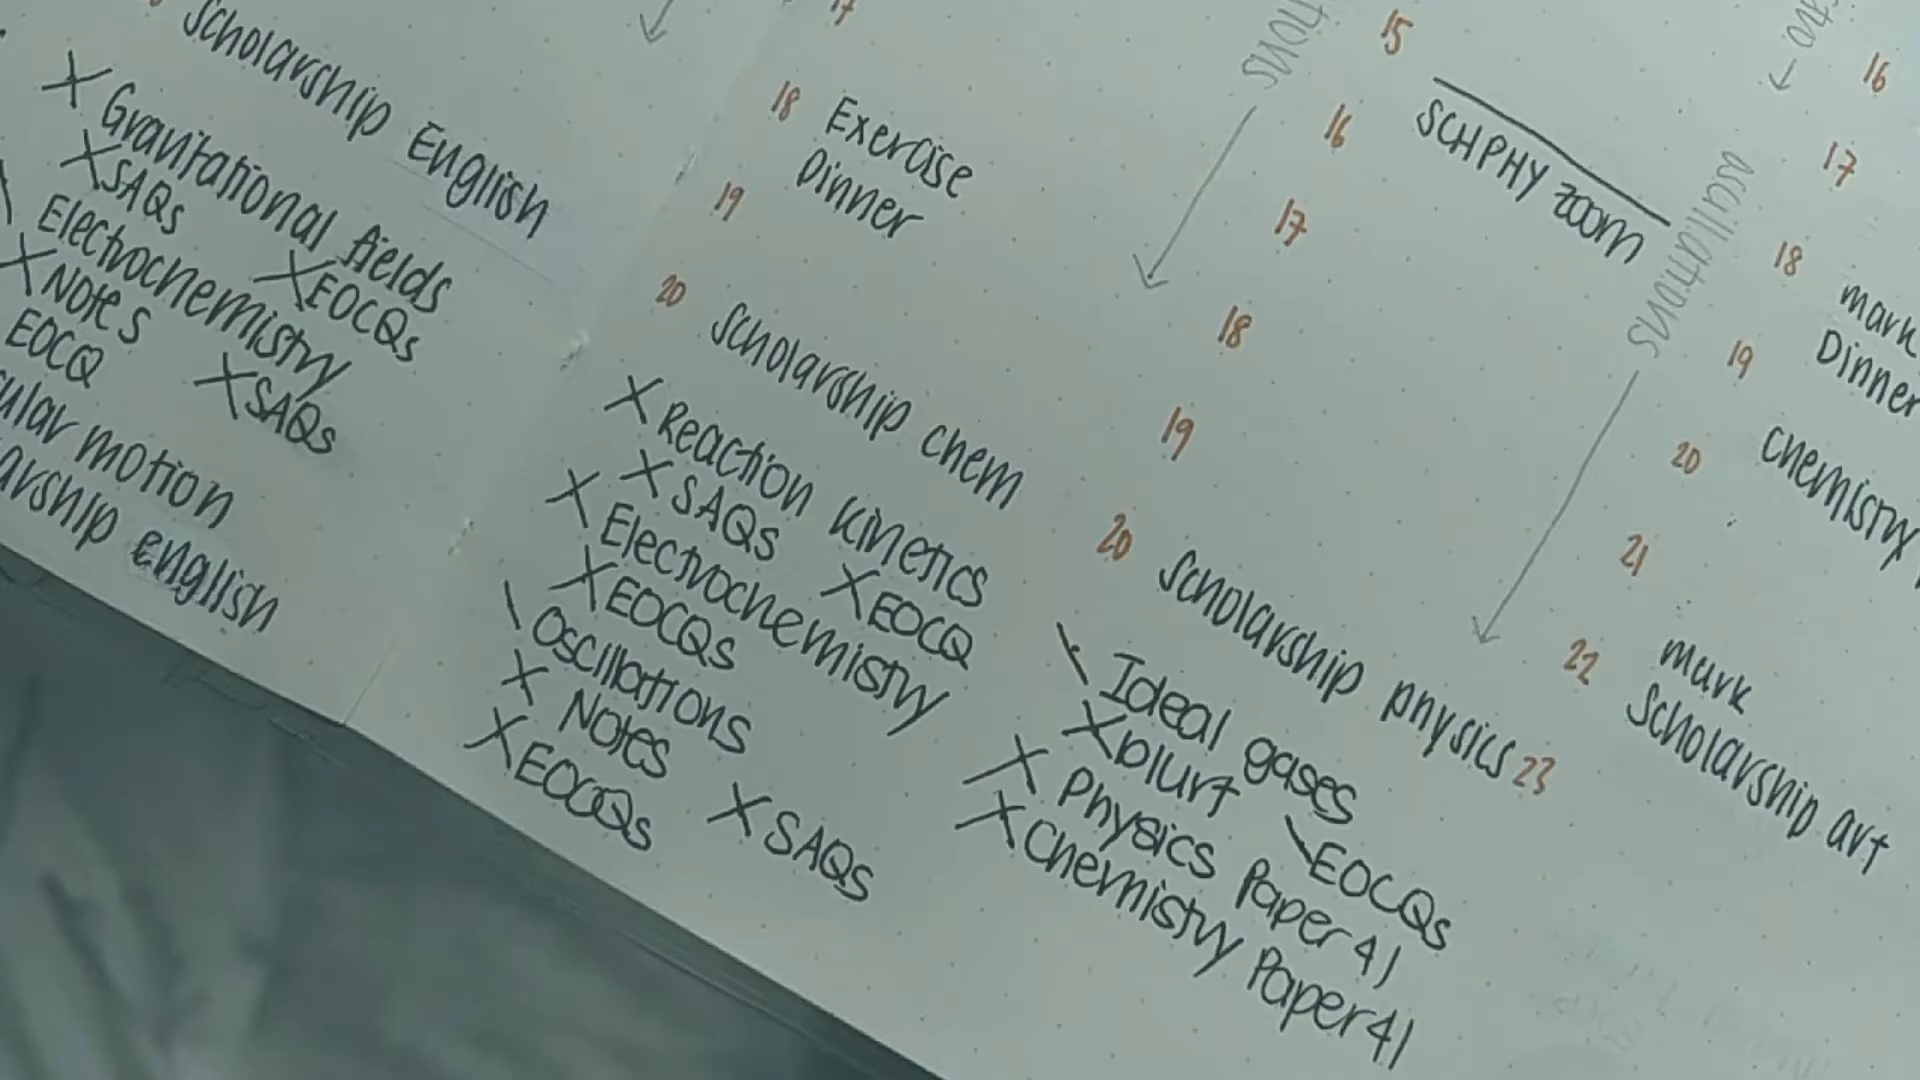 Scholarship English
Gravitational fields
SAQs
EOCQs
Electrochemistry
Notes
SAQs
EOCQ
motion
english
17
18 Exercise
Dinner
19
20 Scholarship chem
Reaction kinetics
SAQs
EOCQ
Electrochemistry
EOCQs
Oscillations
Notes
EOCQs
SAQs
15
16
SCHPHY ZOOM
17
18
19
20 Scholarship physics
Ideal gases
blurt
EOCQs
Physics Paper 41
Chemistry Paper 41
16
17
18 mark
19 Dinner
20 Chemistry
21
22 mark
Scholarship art
23